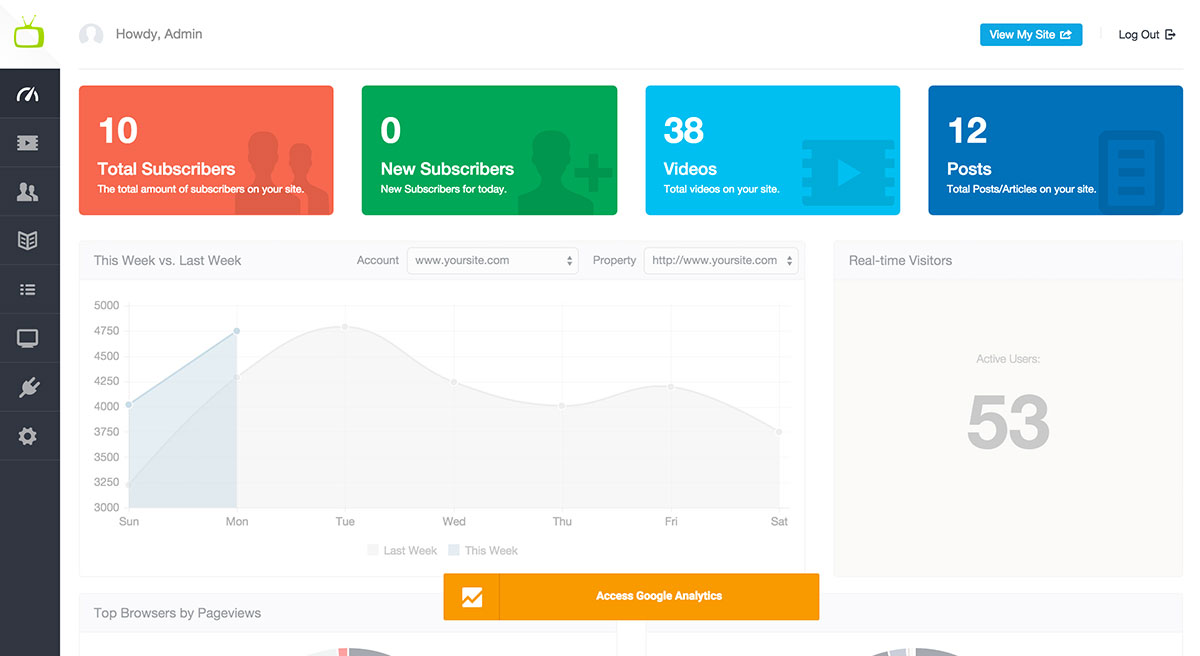 Howdy, Admin
View My Site
Log Out
10
Total Subscribers
The total amount of subscribers on your site.
0
New Subscribers
New Subscribers for today.
38
Videos
Total videos on your site.
12
Posts
Total Posts/Articles on your site.
This Week vs. Last Week
Account
www.yoursite.com
Property
http://www.yoursite.com
5000
4750
4500
4250
4000
3750
3500
3250
3000
Sun Mon Tue Wed Thu Fri Sat
Last Week This Week
Real-time Visitors
Active Users:
53
Access Google Analytics
Top Browsers by Pageviews